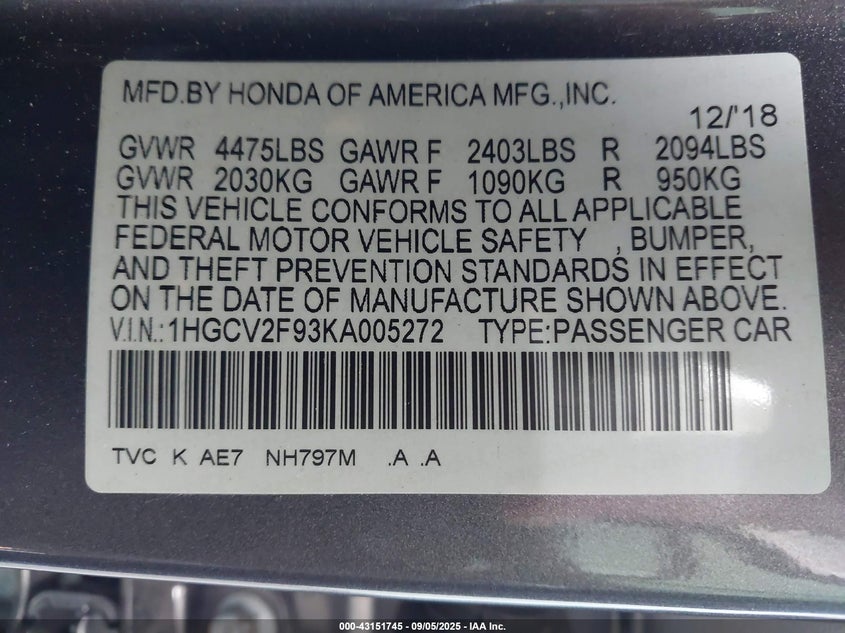 MFD.BY HONDA OF AMERICA MFG.,INC.
12/'18
GVWR 4475LBS GAWR F 2403LBS R 2094LBS
GVWR 2030KG GAWR F 1090KG R 950KG
THIS VEHICLE CONFORMS TO ALL APPLICABLE
FEDERAL MOTOR VEHICLE SAFETY , BUMPER,
AND THEFT PREVENTION STANDARDS IN EFFECT
ON THE DATE OF MANUFACTURE SHOWN ABOVE.
V.I.N.:1HGCV2F93KA005272 TYPE:PASSENGER CAR
TVC K AE7 NH797M .A .A
000-43151745 - 09/05/2025 - IAA Inc.